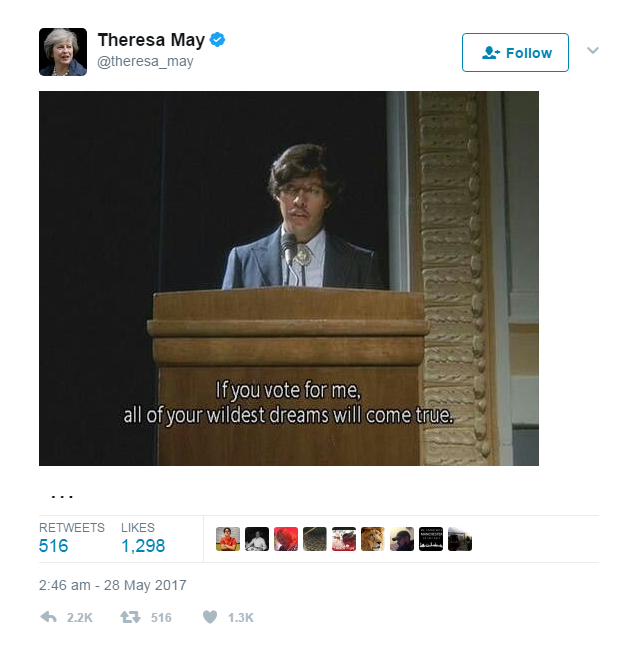 Theresa May
@theresa_may
Follow
If you vote for me,
all of your wildest dreams will come true.
...
RETWEETS LIKES
516 1,298
2:46 am - 28 May 2017
2.2K 516 1.3K